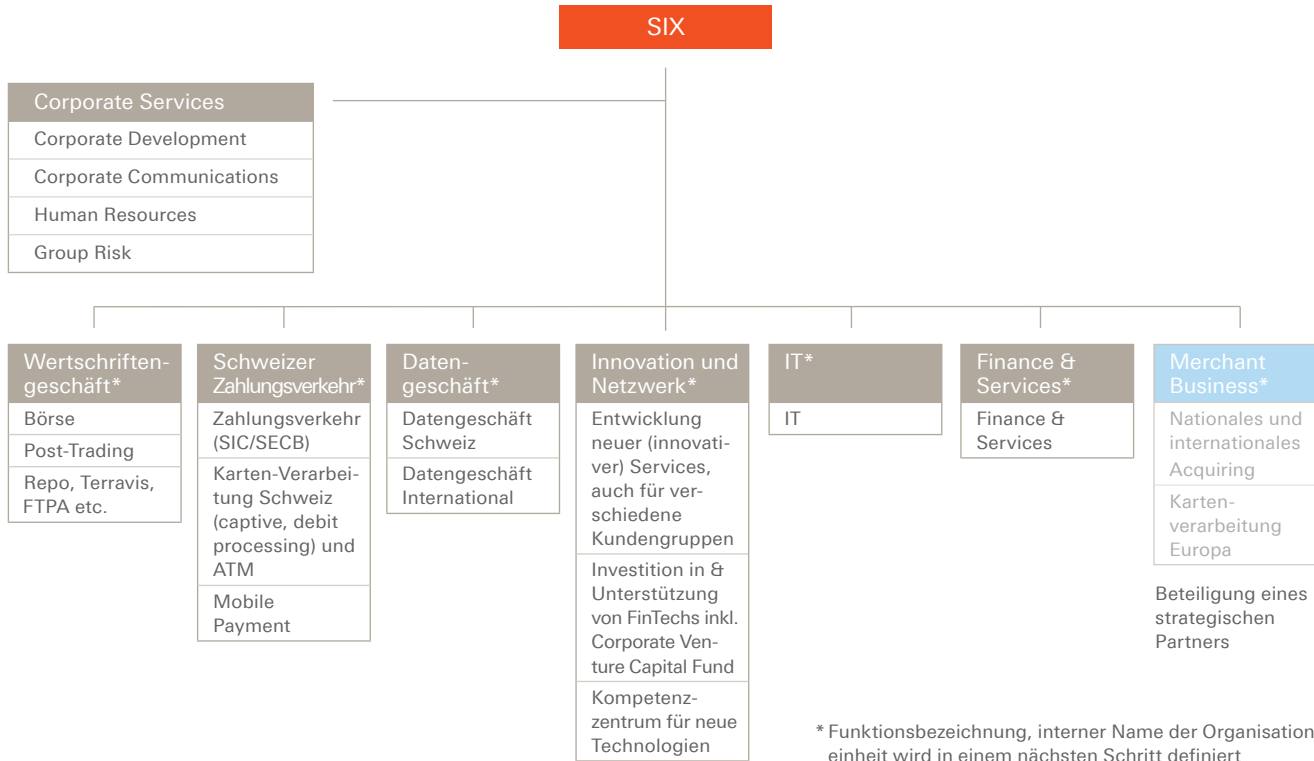 SIX
Corporate Services
Corporate Development
Corporate Communications
Human Resources
Group Risk
Wertschriften-
geschäft*
Börse
Post-Trading
Repo, Terravis,
FTPA etc.
Schweizer
Zahlungsverkehr*
Zahlungsverkehr
(SIC/SECB)
Karten-Verarbei-
tung Schweiz
(captive, debit
processing) und
ATM
Mobile
Payment
Daten-
geschäft*
Datengeschäft
Schweiz
Datengeschäft
International
Innovation und
Netzwerk*
Entwicklung
neuer (innovati-
ver) Services,
auch für ver-
schiedene
Kundengruppen
Investition in &
Unterstützung
von FinTechs inkl.
Corporate Ven-
ture Capital Fund
Kompetenz-
zentrum für neue
Technologien
IT*
IT
Finance &
Services*
Finance &
Services
Merchant
Business*
Nationales und
internationales
Acquiring
Karten-
verarbeitung
Europa
Beteiligung eines
strategischen
Partners
* Funktionsbezeichnung, interner Name der Organisation
einheit wird in einem nächsten Schritt definiert